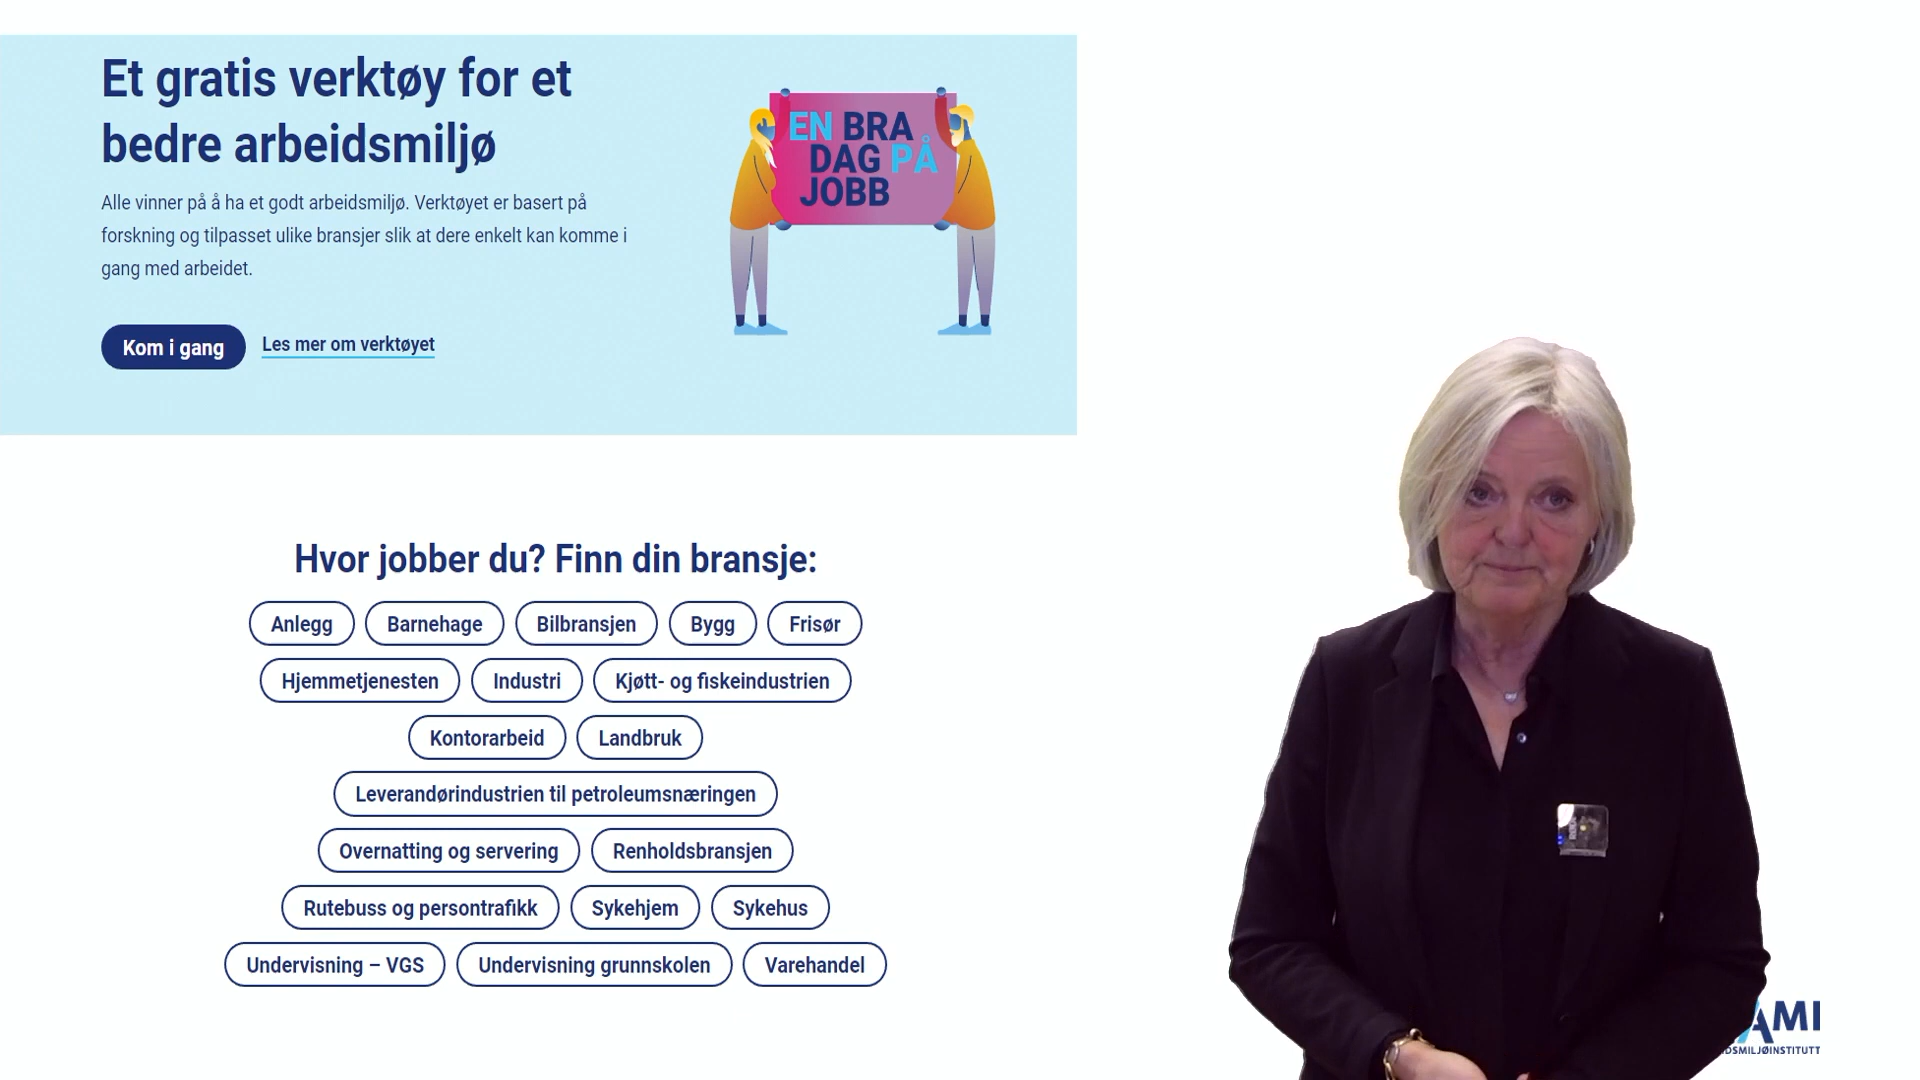 Et gratis verktøy for et
bedre arbeidsmiljø
Alle vinner på å ha et godt arbeidsmiljø. Verktøyet er basert på
forskning og tilpasset ulike bransjer slik at dere enkelt kan komme i
gang med arbeidet.
Kom i gang Les mer om verktøyet
EN BRA
DAG PÅ
JOBB
Hvor jobber du? Finn din bransje:
Anlegg Barnehage Bilbransjen Bygg Frisør
Hjemmetjenesten Industri Kjøtt- og fiskeindustrien
Kontorarbeid Landbruk
Leverandørindustrien til petroleumsnæringen
Overnatting og servering Renholdsbransjen
Rutebuss og persontrafikk Sykehjem Sykehus
Undervisning – VGS Undervisning grunnskolen Varehandel
AMI
IDSMILJØINSTITUTT